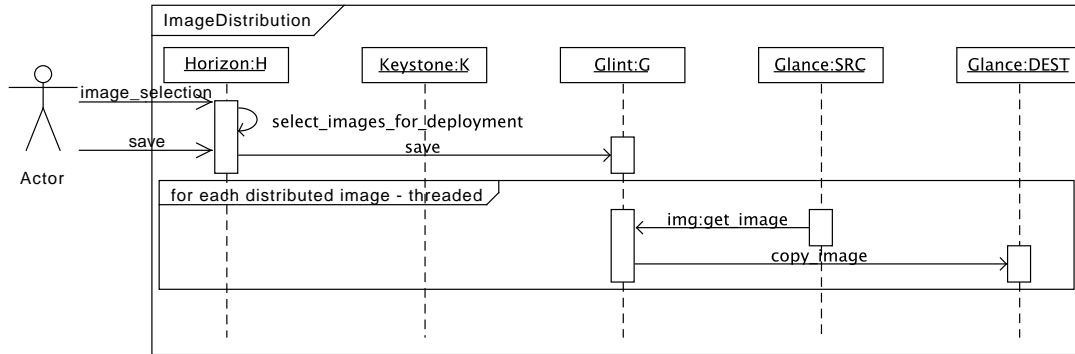 ImageDistribution
Horizon:H
Keystone:K
Glint:G
Glance:SRC
Glance:DEST
image_selection
select_images_for_deployment
save
save
Actor
for each distributed image - threaded
img:get_image
copy_image